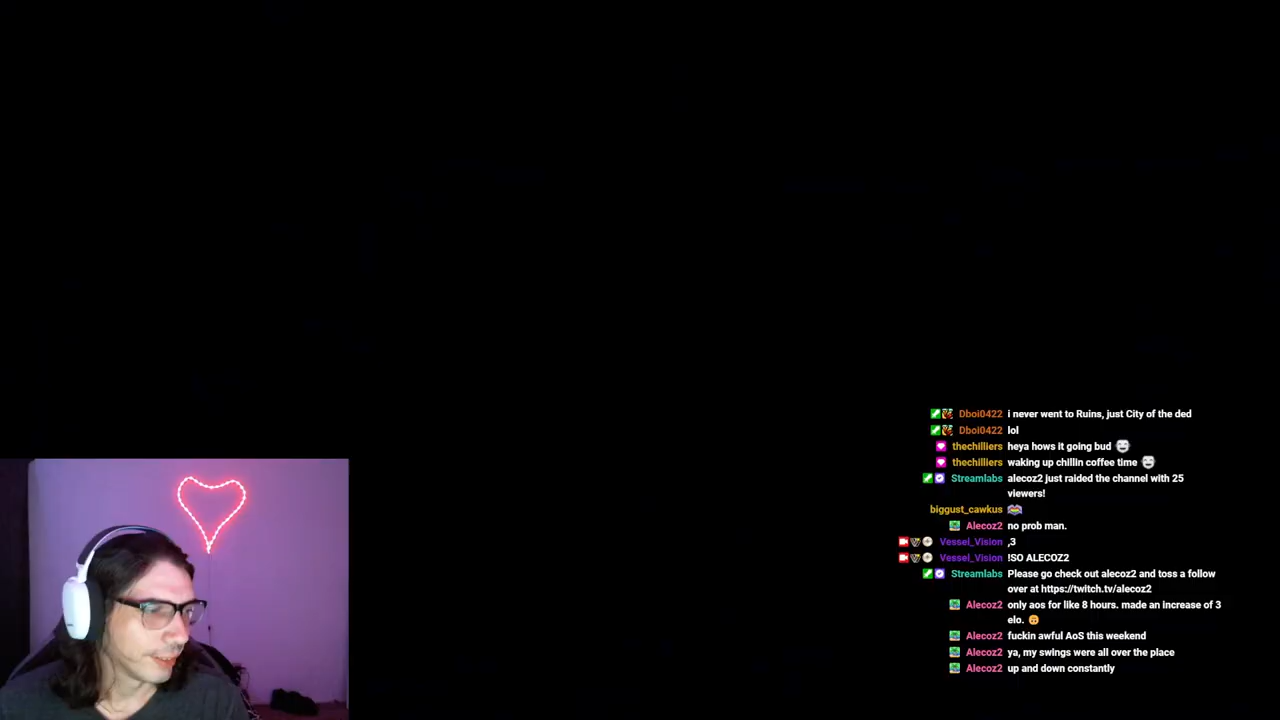 Dboi0422 i never went to Ruins, just City of the ded
Dboi0422 lol
thechilliers heya hows it going bud
thechilliers waking up chillin coffee time
Streamlabs alecoz2 just raided the channel with 25
viewers!
biggust_cawkus
Alecoz2 no prob man.
Vessel_Vision ,3
Vessel_Vision !SO ALECOZ2
Streamlabs Please go check out alecoz2 and toss a follow
over at https://twitch.tv/alecoz2
Alecoz2 only aos for like 8 hours. made an increase of 3
elo. 🙃
Alecoz2 fuckin awful AoS this weekend
Alecoz2 ya, my swings were all over the place
Alecoz2 up and down constantly